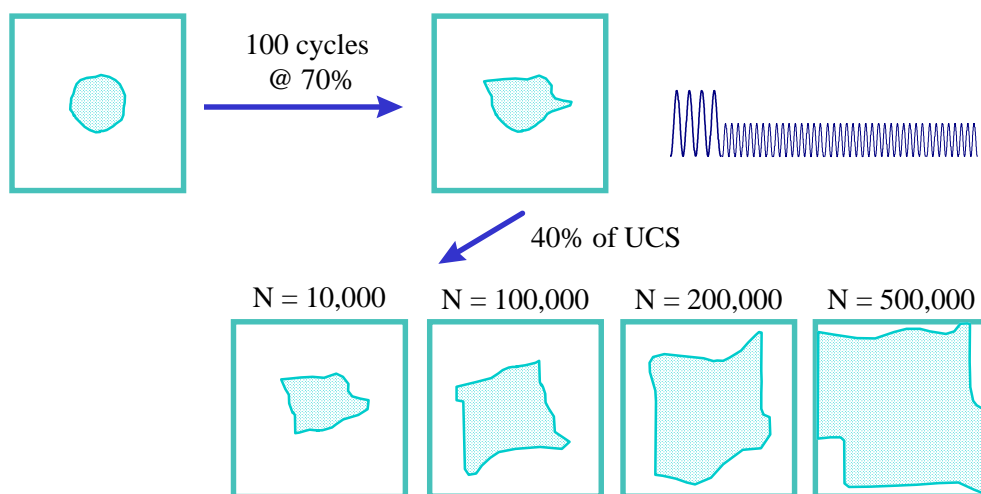 100 cycles
@ 70%
40% of UCS
N = 10,000
N = 100,000
N = 200,000
N = 500,000